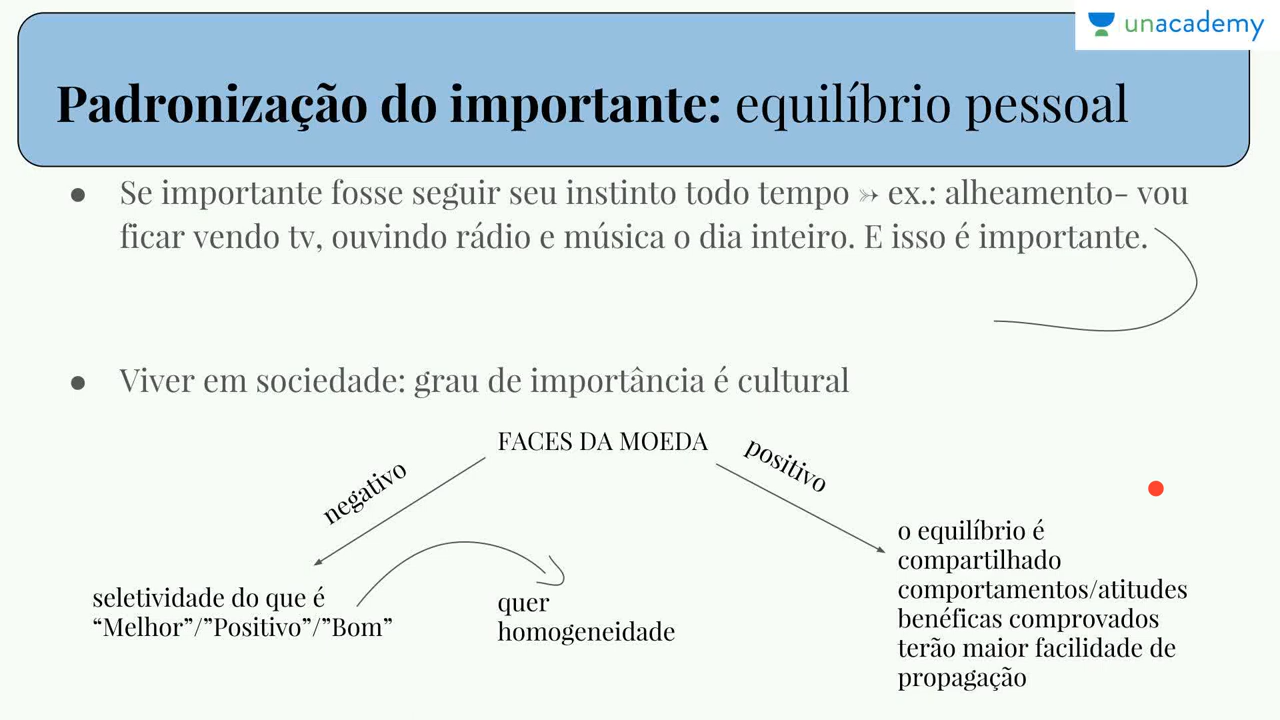 unacademy
Padronização do importante: equilíbrio pessoal
● Se importante fosse seguir seu instinto todo tempo ⤖ ex.: alheamento- vou
ficar vendo tv, ouvindo rádio e música o dia inteiro. E isso é importante.
● Viver em sociedade: grau de importância é cultural
FACES DA MOEDA
negativo
positivo
seletividade do que é
“Melhor”/”Positivo”/”Bom”
quer
homogeneidade
o equilíbrio é
compartilhado
comportamentos/atitudes
benéficas comprovados
terão maior facilidade de
propagação